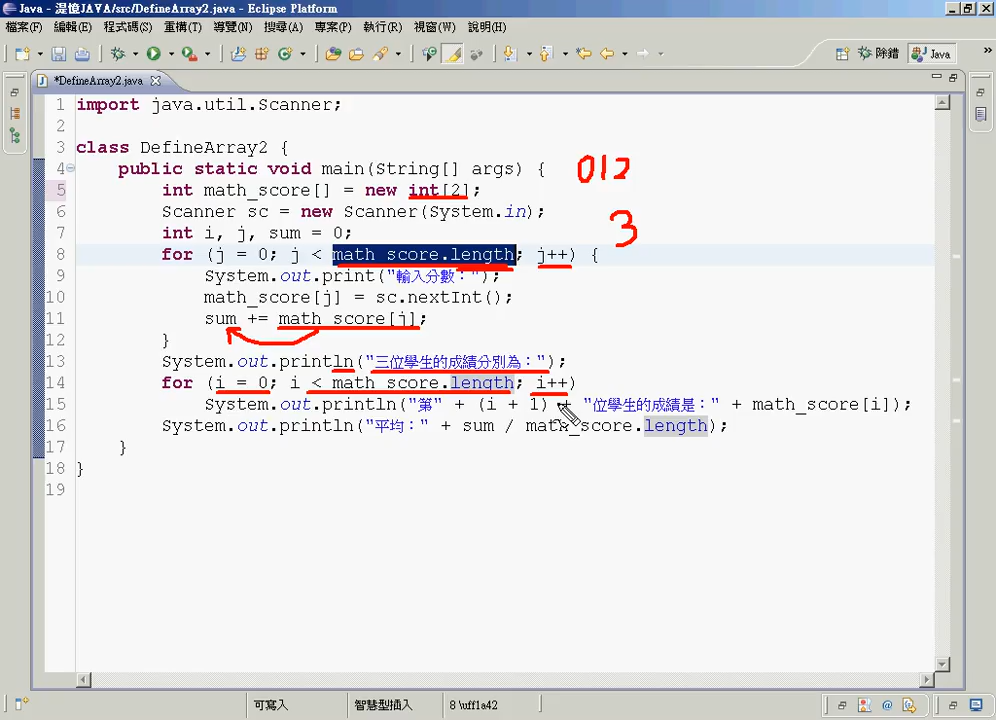 Java - 混憶JAVA/src/DefineArray2.java - Eclipse Platform
檔案(F) 編輯(E) 程式碼(S) 重構(T) 導覽(N) 搜尋(A) 專案(P) 執行(R) 視窗(W) 說明(H)
除錯 Java
*DefineArray2.java
1 import java.util.Scanner;
2
3 class DefineArray2 {
4 public static void main(String[] args) { 012
5 int math_score[] = new int[2];
6 Scanner sc = new Scanner(System.in);
3
7 int i, j, sum = 0;
8 for (j = 0; j < math_score.length; j++) {
9 System.out.print("輸入分數：");
10 math_score[j] = sc.nextInt();
11 sum += math_score[j];
12 }
13 System.out.println("三位學生的成績分別為：");
14 for (i = 0; i < math_score.length; i++)
15 System.out.println("第" + (i + 1) + "位學生的成績是：" + math_score[i]);
16 System.out.println("平均：" + sum / math_score.length);
17 }
18 }
19
可寫入 智慧型插入 8 \uff1a42